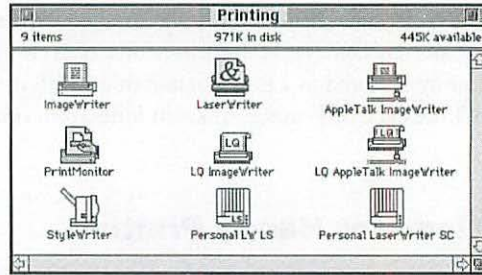 Printing
9 items 971K in disk 445K available
ImageWriter LaserWriter AppleTalk ImageWriter
PrintMonitor LQ ImageWriter LQ AppleTalk ImageWriter
StyleWriter Personal LW LS Personal LaserWriter SC